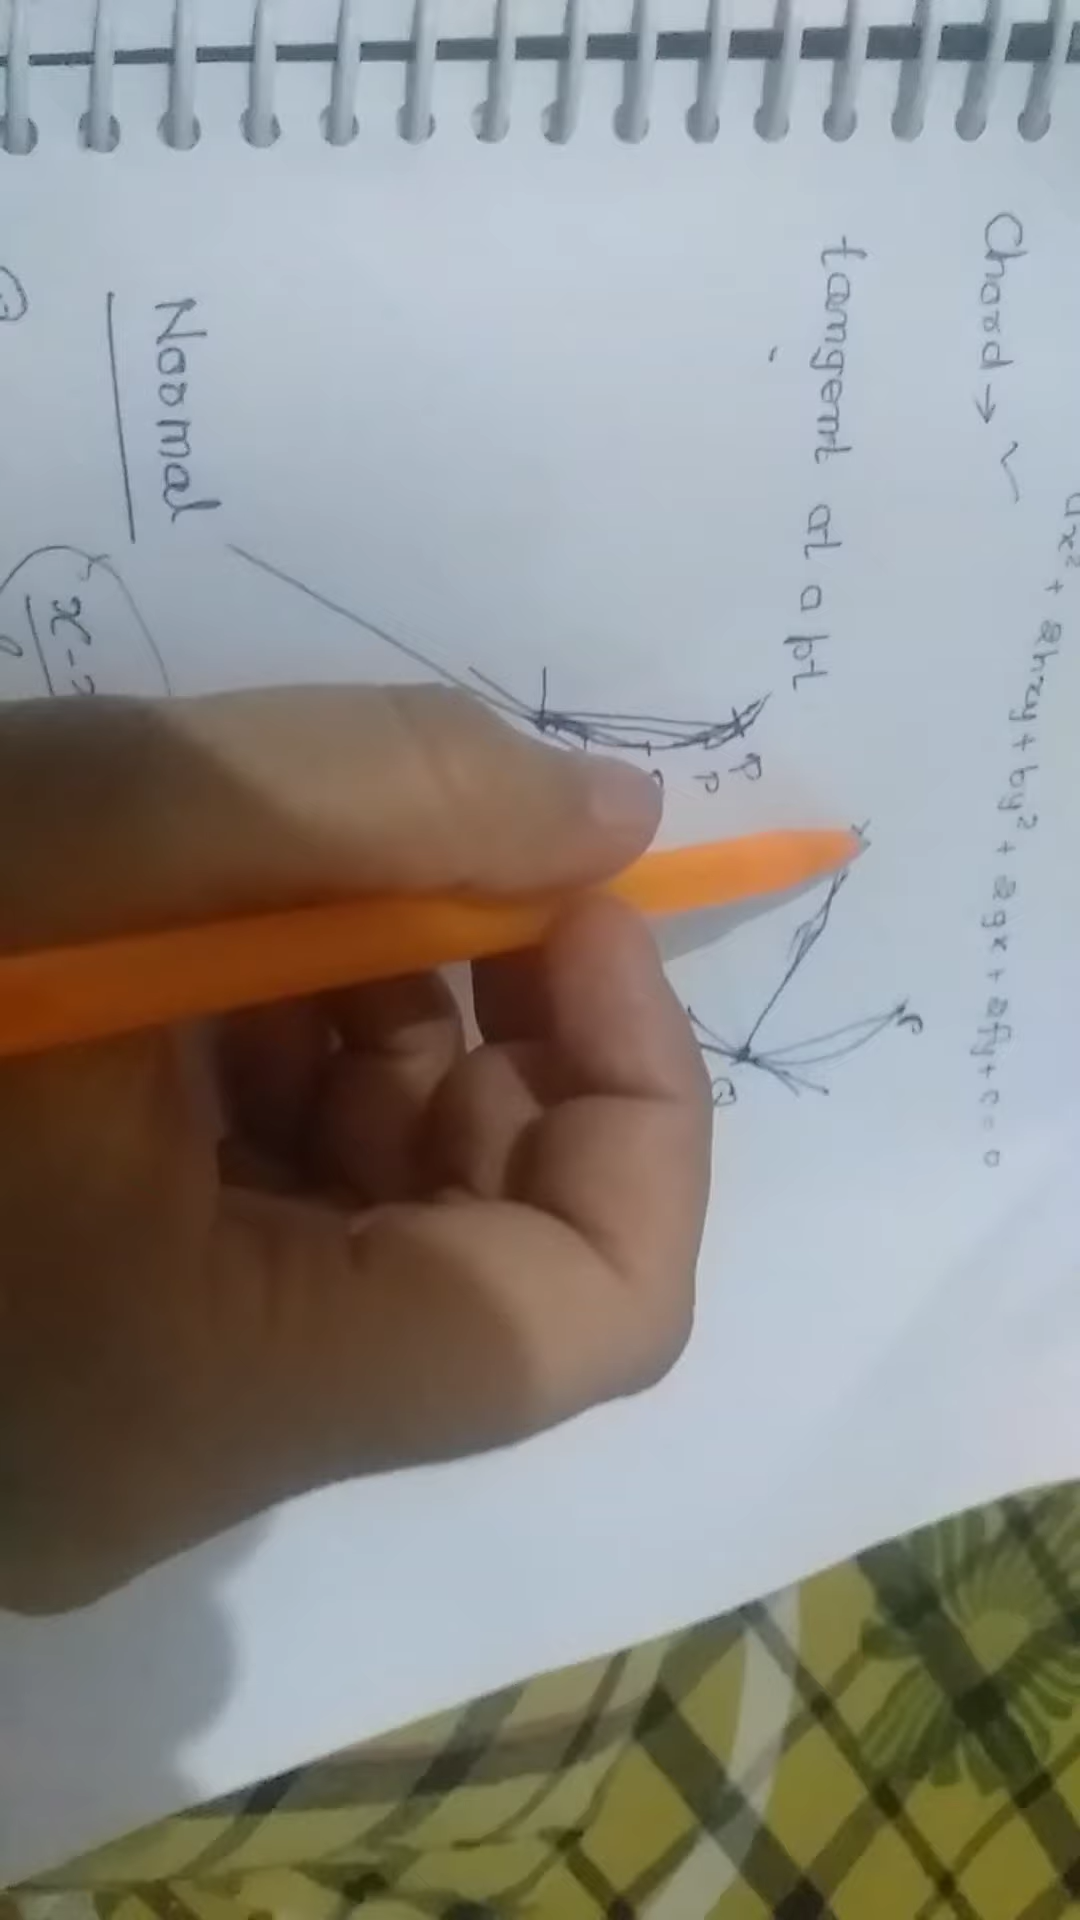 ax² + 2hxy + by² + 2gx + 2fy + c = 0
Chord → ✓
tangent at a pt
P
P
P
Q
Normal
x -